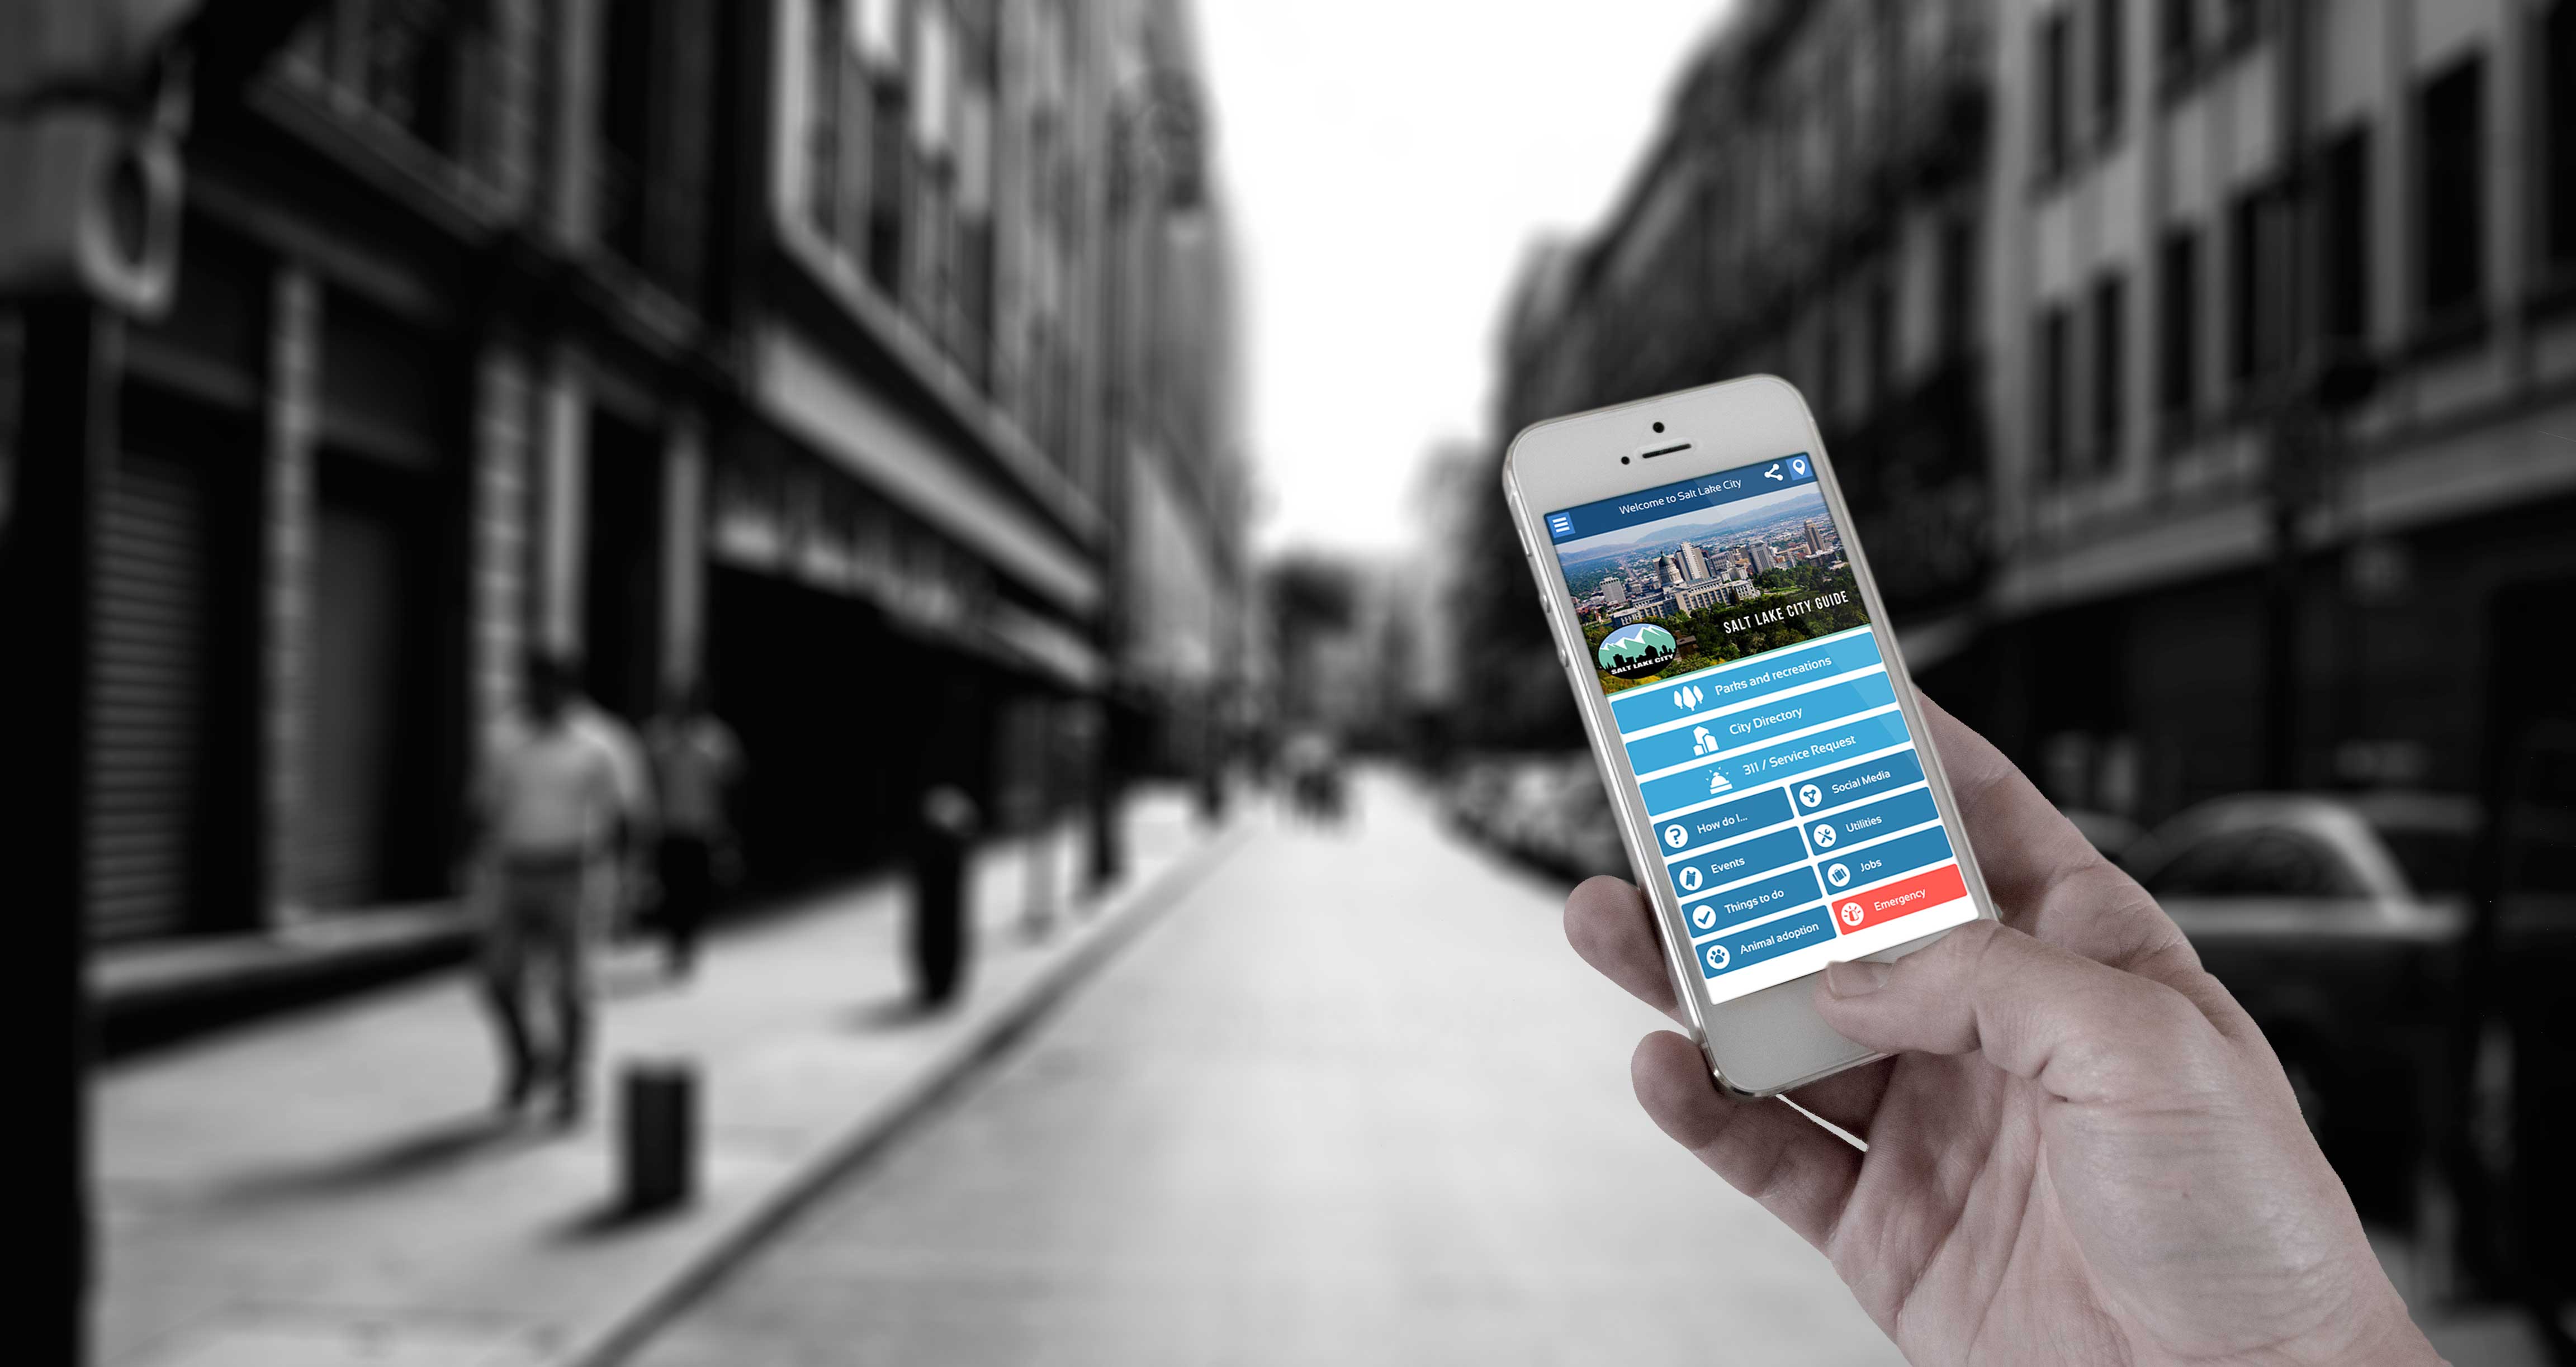 Welcome to Salt Lake City
SALT LAKE CITY GUIDE
SALT LAKE CITY
Parks and recreations
City Directory
311 / Service Request
How do I...
Social Media
Events
Utilities
Things to do
Jobs
Animal adoption
Emergency